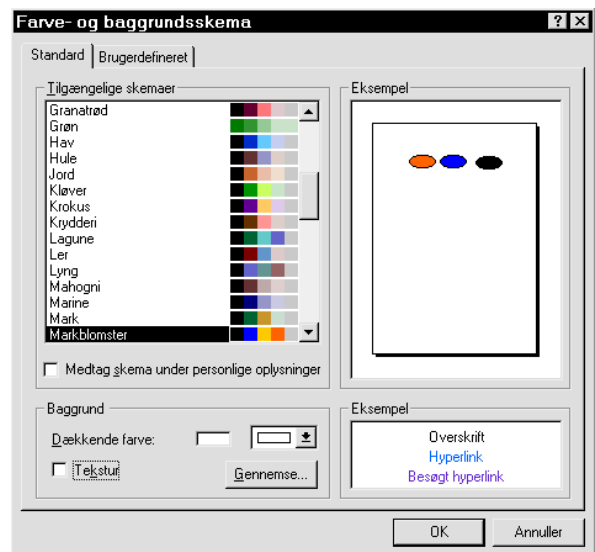 Farve- og baggrundsskema
Standard
Brugerdefineret
Tilgængelige skemaer
Granatrød
Grøn
Hav
Hule
Jord
Kløver
Krokus
Krydderi
Lagune
Ler
Lyng
Mahogni
Marine
Mark
Markblomster
Medtag skema under personlige oplysninger
Eksempel
Baggrund
Dækkende farve:
Tekstur
Gennemse...
Eksempel
Overskrift
Hyperlink
Besøgt hyperlink
OK
Annuller